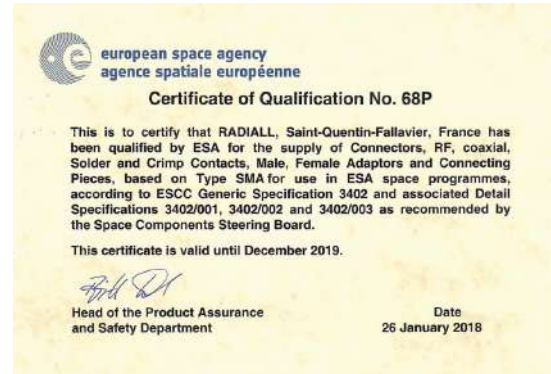 european space agency
agence spatiale européenne
Certificate of Qualification No. 68P
This is to certify that RADIALL, Saint-Quentin-Fallavier, France has
been qualified by ESA for the supply of Connectors, RF, coaxial,
Solder and Crimp Contacts, Male, Female Adaptors and Connecting
Pieces, based on Type SMA for use in ESA space programmes,
according to ESCC Generic Specification 3402 and associated Detail
Specifications 3402/001, 3402/002 and 3402/003 as recommended by
the Space Components Steering Board.
This certificate is valid until December 2019.
Head of the Product Assurance
and Safety Department
Date
26 January 2018